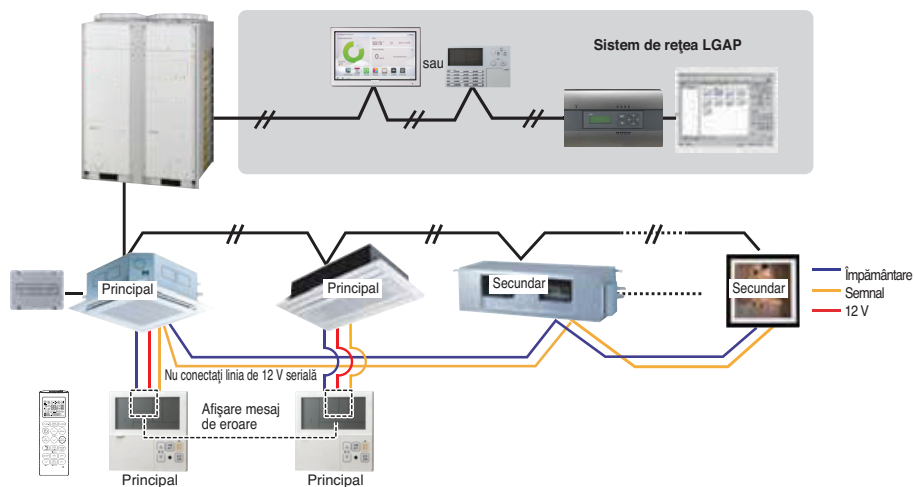 Sistem de rețea LGAP
sau
Principal
Principal
Secundar
Secundar
Împământare
Semnal
12 V
Nu conectați linia de 12 V serială
Afișare mesaj
de eroare
Principal
Principal